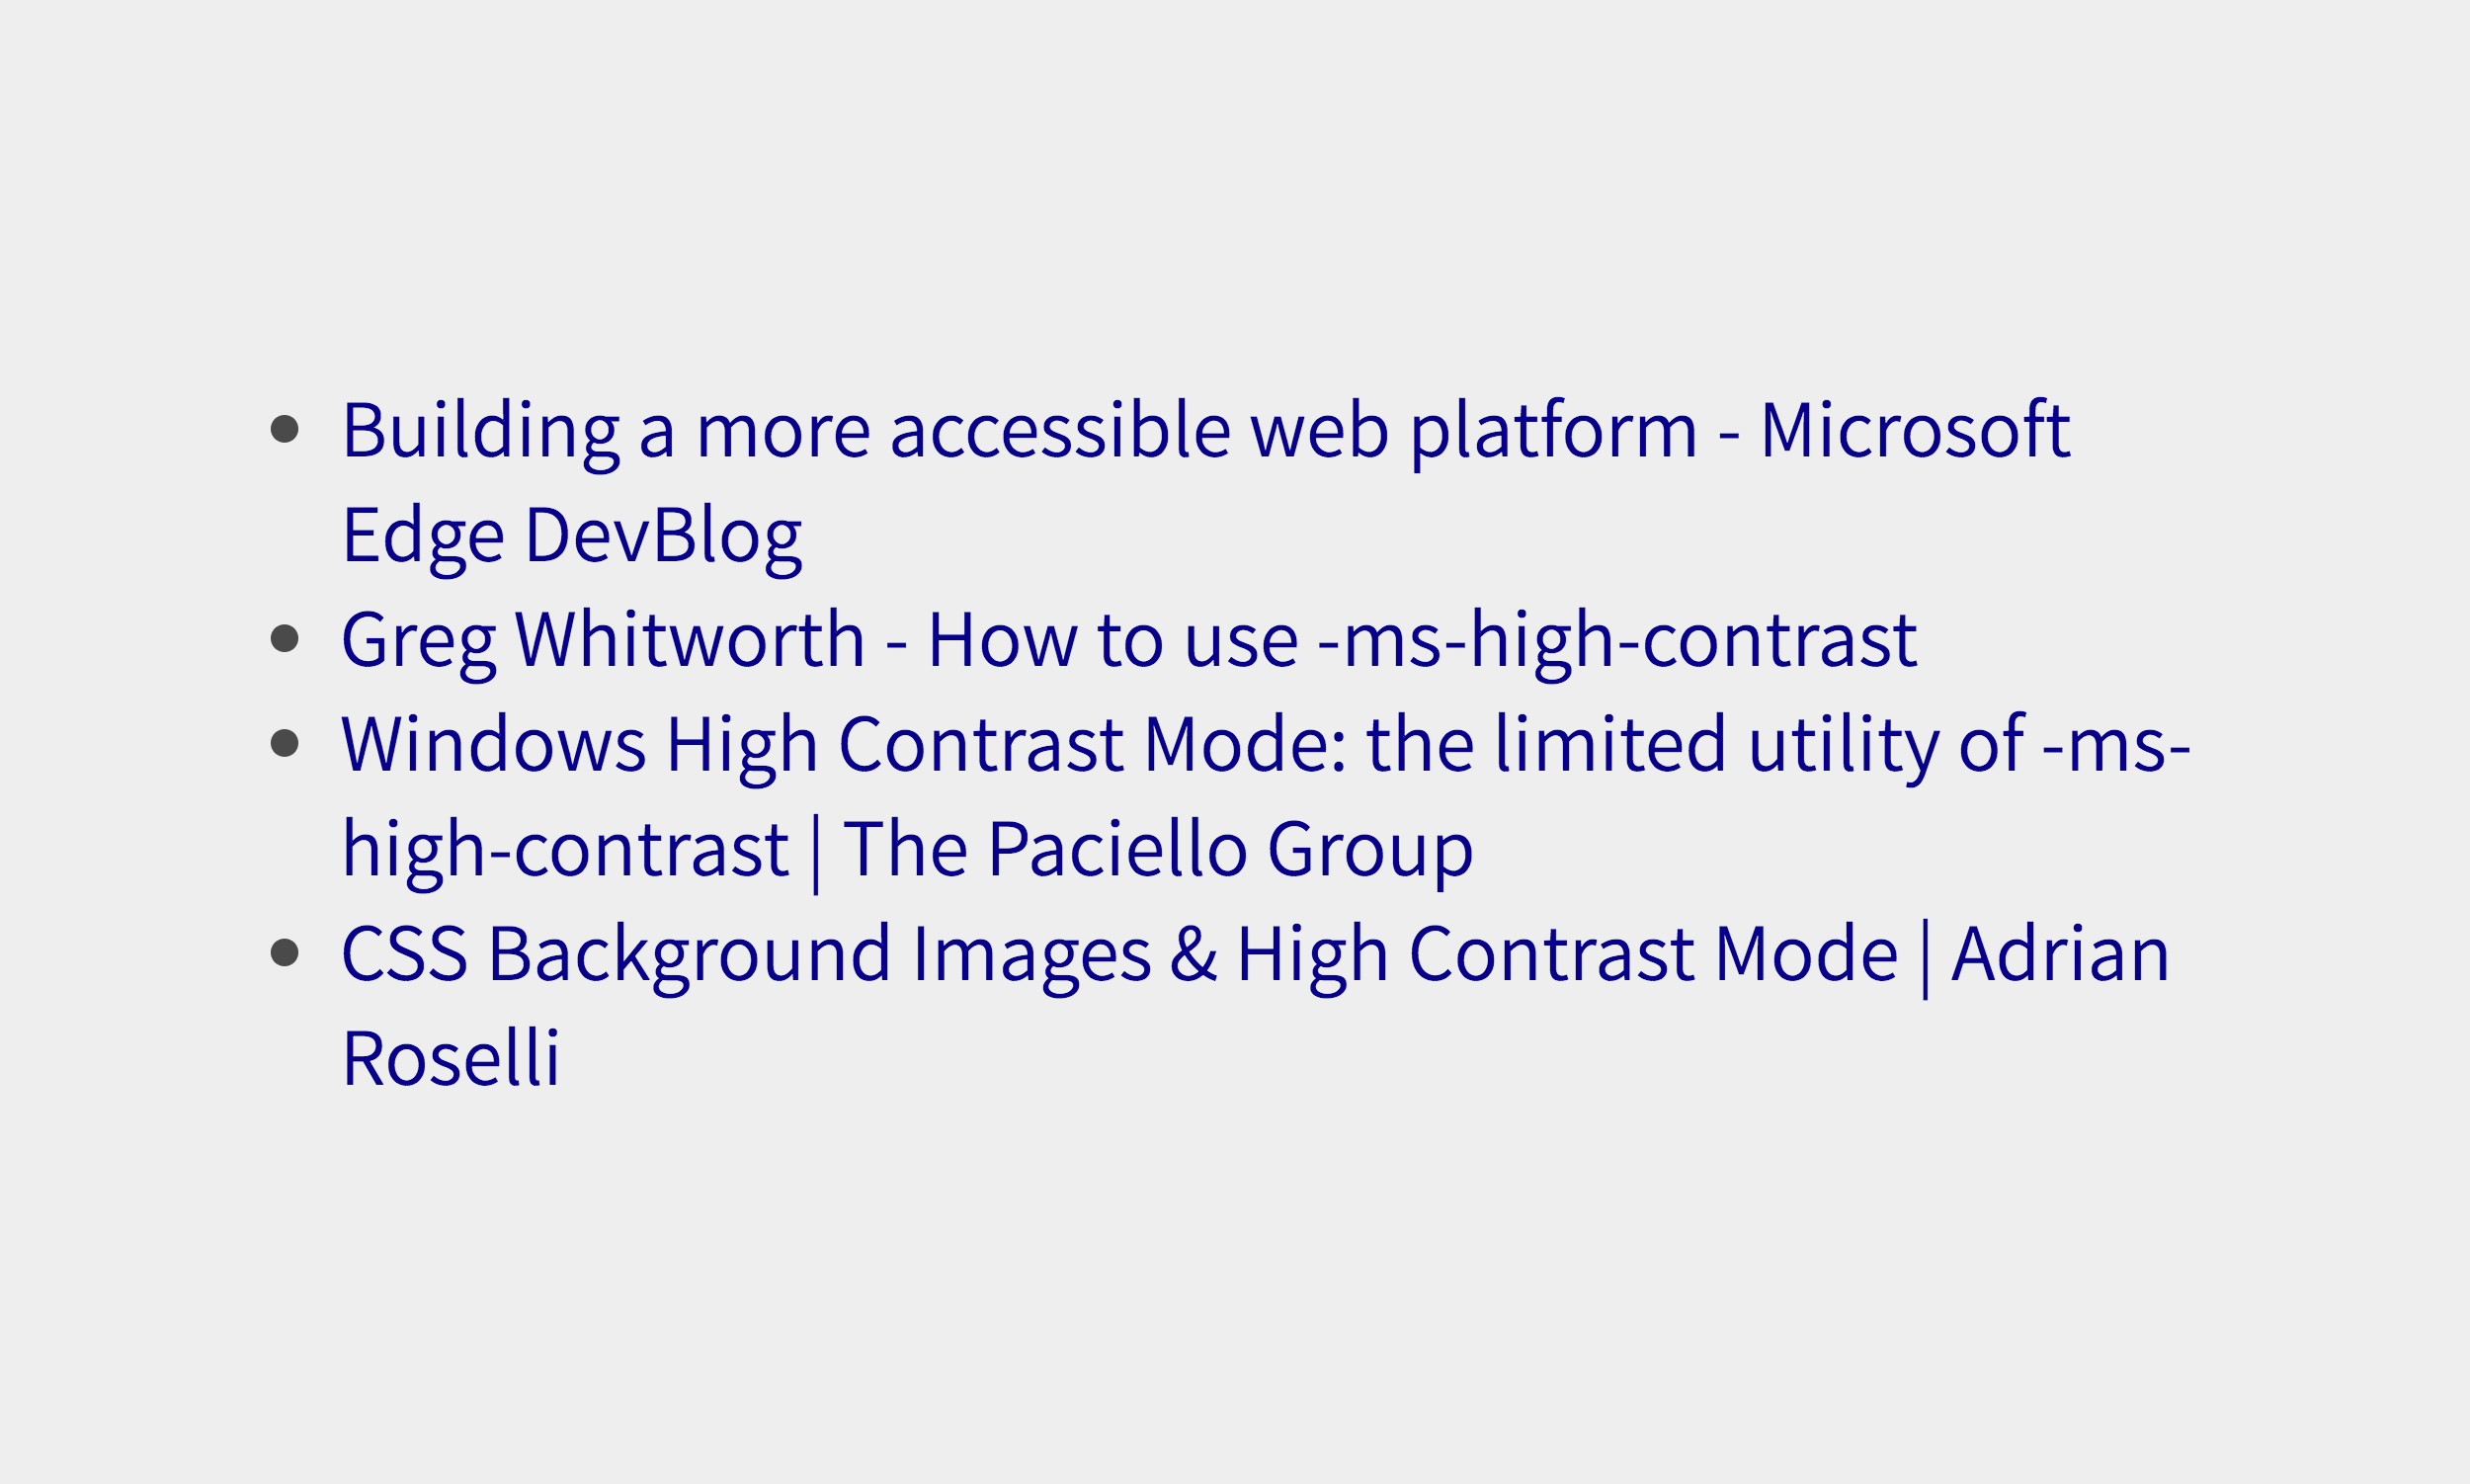 • Building a more accessible web platform - Microsoft
Edge DevBlog
• Greg Whitworth - How to use -ms-high-contrast
• Windows High Contrast Mode: the limited utility of -ms-
high-contrast | The Paciello Group
• CSS Background Images & High Contrast Mode | Adrian
Roselli